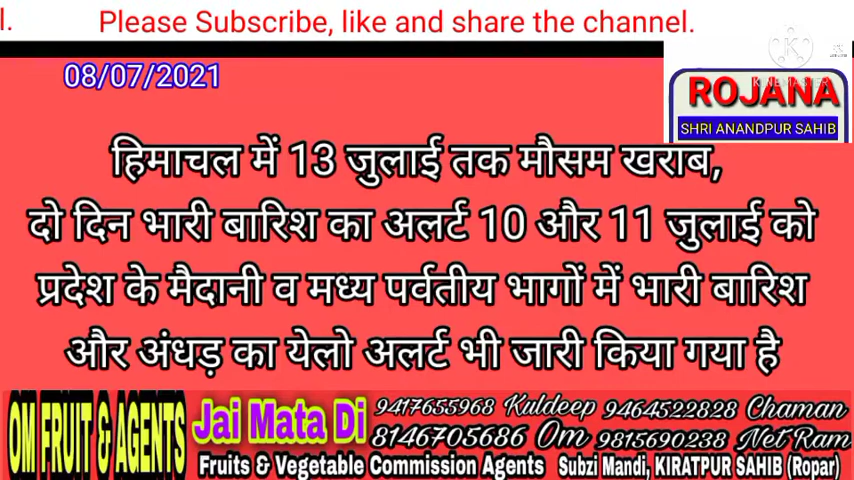 l.
Please Subscribe, like and share the channel.
08/07/2021
KINEMASTER
ROJANA
SHRI ANANDPUR SAHIB
हिमाचल में 13 जुलाई तक मौसम खराब,
दो दिन भारी बारिश का अलर्ट 10 और 11 जुलाई को
प्रदेश के मैदानी व मध्य पर्वतीय भागों में भारी बारिश
और अंधड़ का येलो अलर्ट भी जारी किया गया है
OM FRUIT & AGENTS
Jai Mata Di
9417655968 Kuldeep 9464522828 Chaman
8146705686 Om 9815690238 Net Ram
Fruits & Vegetable Commission Agents Subzi Mandi, KIRATPUR SAHIB (Ropar)